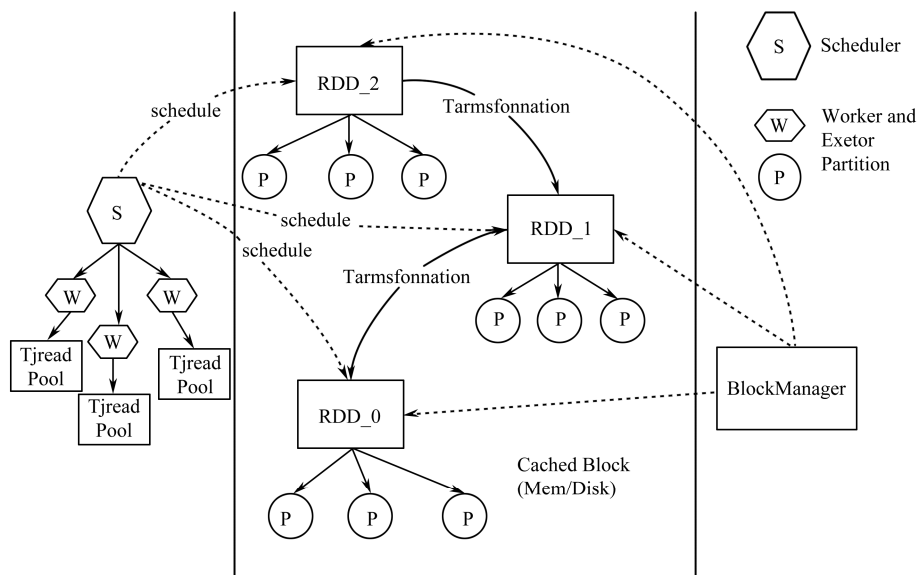 S
Scheduler
W
Worker and
Exetor
P
Partition
RDD_2
Tarmsfonnation
P
P
P
schedule
S
schedule
schedule
W
W
W
Tjread
Pool
Tjread
Pool
Tjread
Pool
RDD_1
Tarmsfonnation
P
P
P
BlockManager
RDD_0
Cached Block
(Mem/Disk)
P
P
P